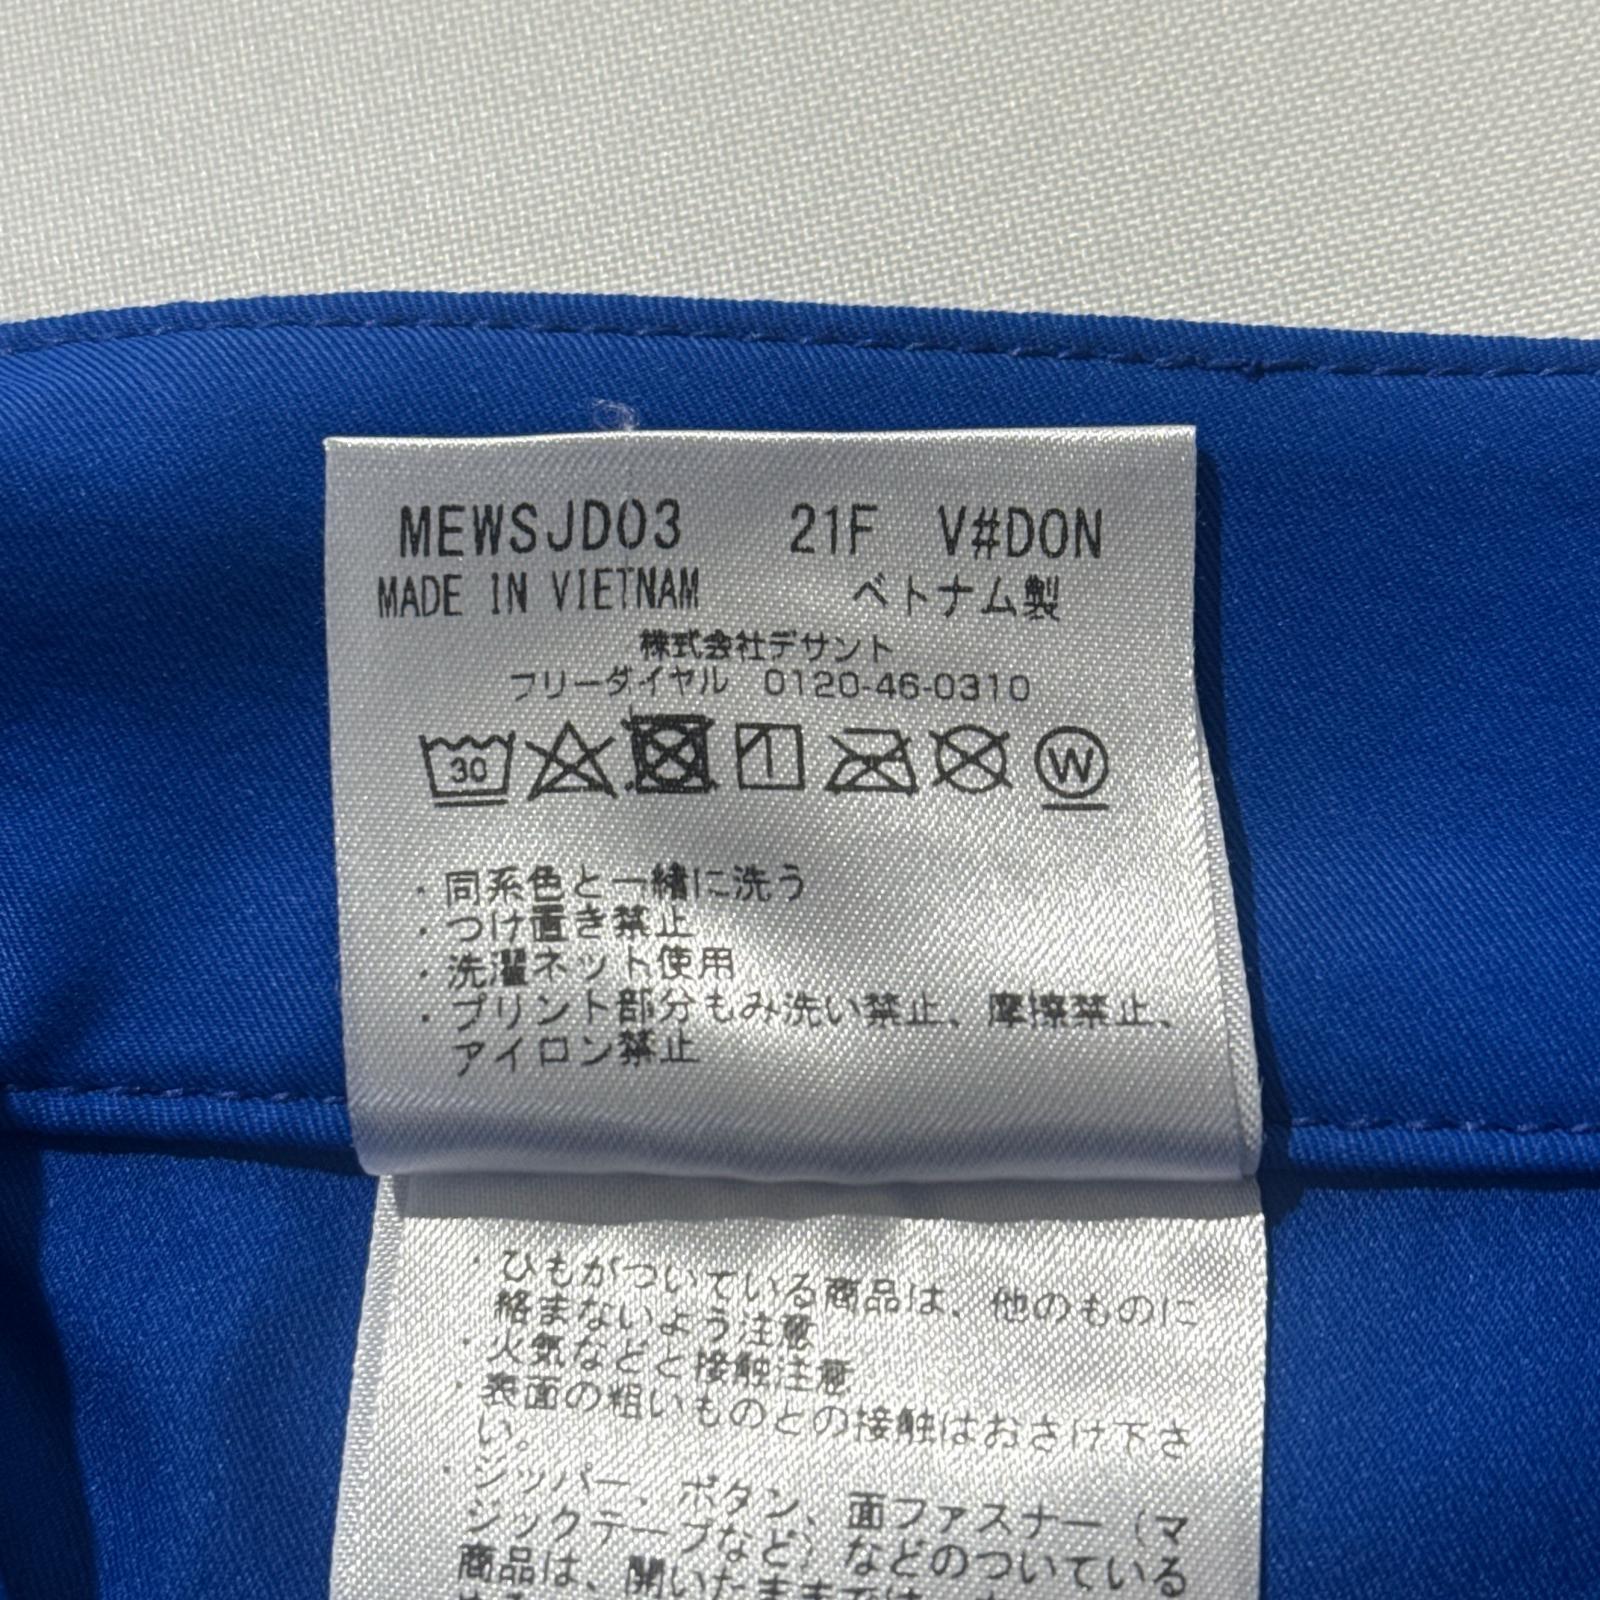 MEWSJD03 21F V#DON
MADE IN VIETNAM ベトナム製
株式会社デサント
フリーダイヤル 0120-46-0310
30 W
・同系色と一緒に洗う
・つけ置き禁止
・洗濯ネット使用
・プリント部分もみ洗い禁止、摩擦禁止、
アイロン禁止
・ひもがついている商品は、他のものに
絡まないよう注意
・火気などと接触注意
・表面の粗いものとの接触はおさけ下さ
い。
・ジッパー、ボタン、面ファスナー(マ
ジックテープなど)などのついている
商品は、開いたままでは